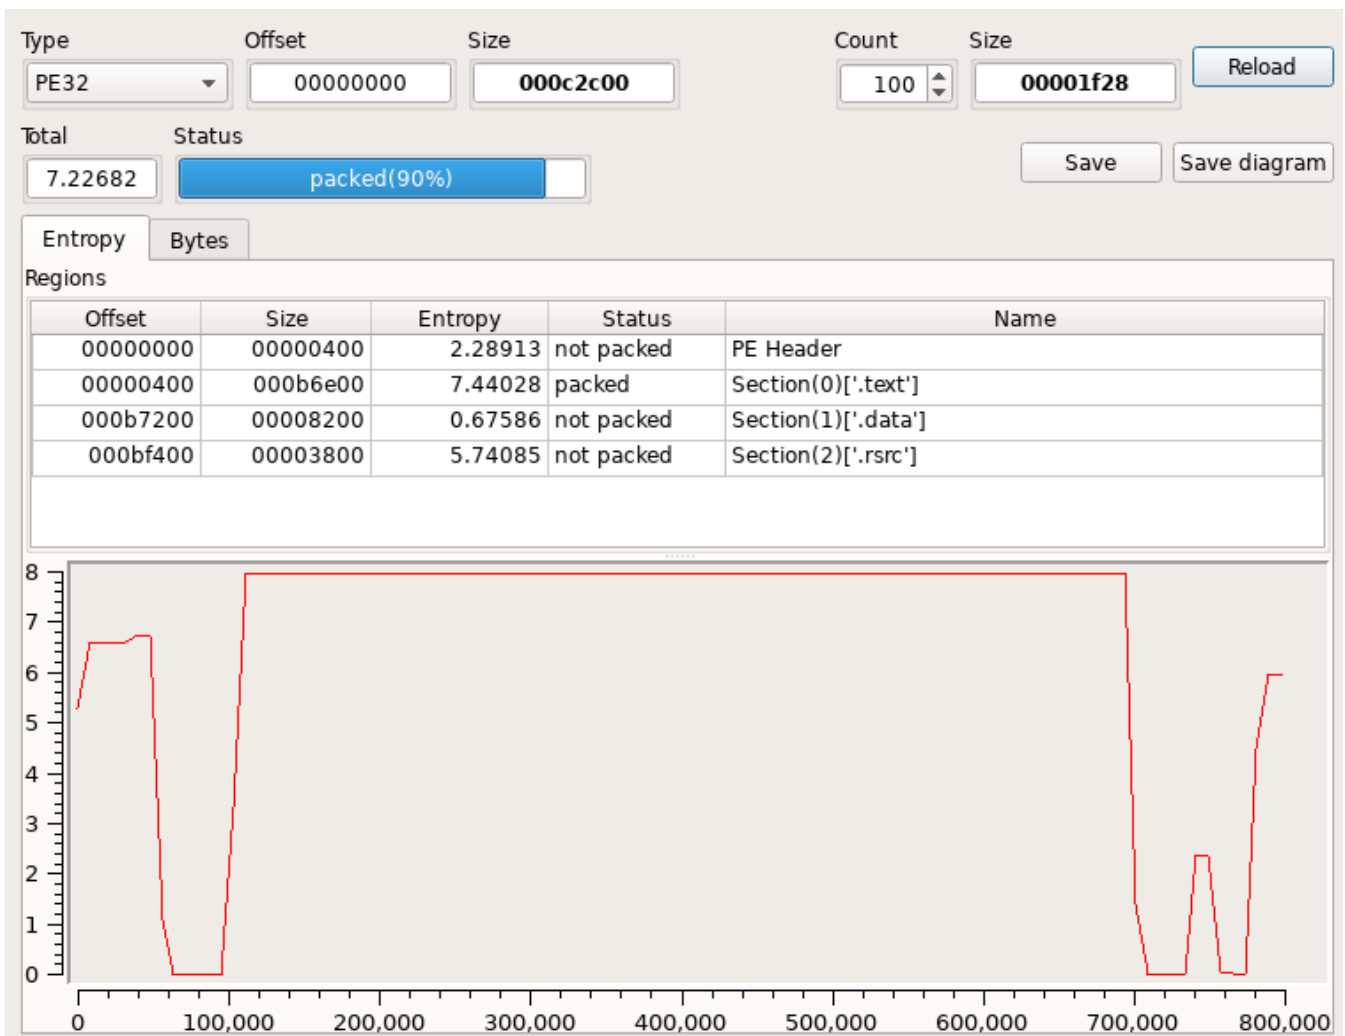 Type Offset Size Count Size
PE32 00000000 000c2c00 100 00001f28 Reload
Total Status
7.22682 packed(90%) Save Save diagram
Entropy Bytes
Regions
Offset Size Entropy Status Name
00000000 00000400 2.28913 not packed PE Header
00000400 000b6e00 7.44028 packed Section(0)['.text']
000b7200 00008200 0.67586 not packed Section(1)['.data']
000bf400 00003800 5.74085 not packed Section(2)['.rsrc']
8
7
6
5
4
3
2
1
0
0 100,000 200,000 300,000 400,000 500,000 600,000 700,000 800,000